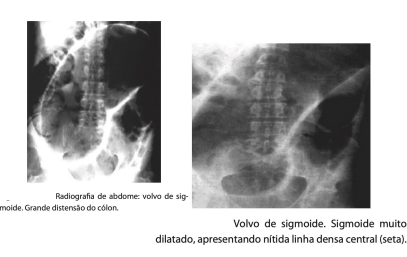 Radiografia de abdome: volvo de sig-
moide. Grande distensão do cólon.
Volvo de sigmoide. Sigmoide muito
dilatado, apresentando nítida linha densa central (seta).